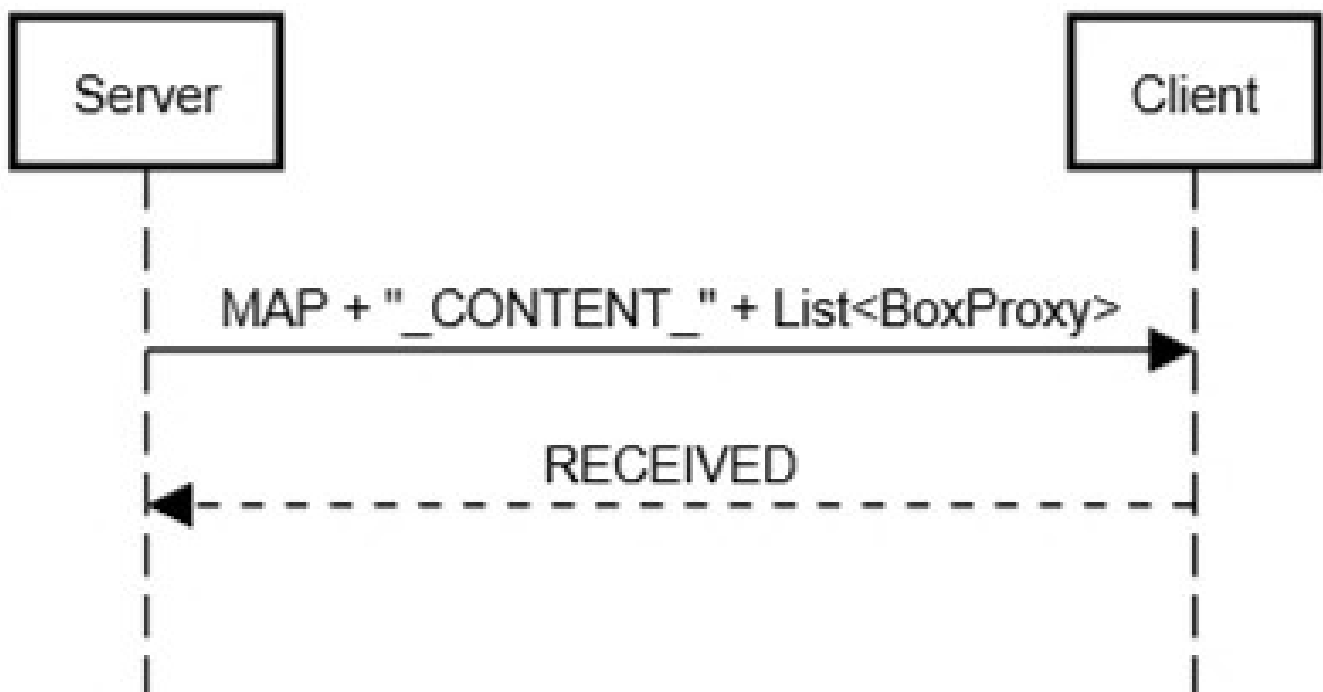 Server
Client
MAP + "_CONTENT_" + List<BoxProxy>
RECEIVED